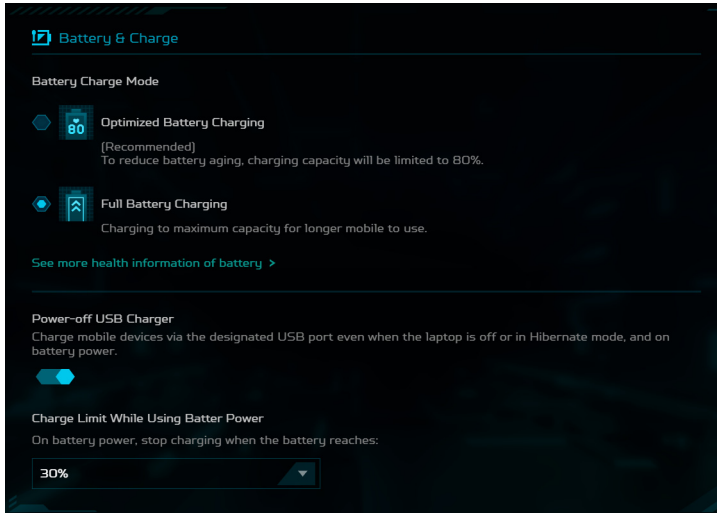 Battery & Charge
Battery Charge Mode
80
Optimized Battery Charging
(Recommended)
To reduce battery aging, charging capacity will be limited to 80%.
Full Battery Charging
Charging to maximum capacity for longer mobile to use.
See more health information of battery >
Power-off USB Charger
Charge mobile devices via the designated USB port even when the laptop is off or in Hibernate mode, and on
battery power.
Charge Limit While Using Batter Power
On battery power, stop charging when the battery reaches:
30%